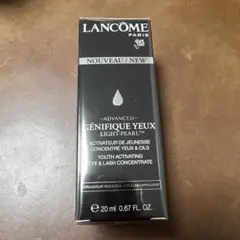 LANCÔME
PARIS
NOUVEAU / NEW
—ADVANCED—
GÉNIFIQUE YEUX
LIGHT-PEARL™
ACTIVATEUR DE JEUNESSE
CONCENTRÉ YEUX & CILS
YOUTH ACTIVATING
EYE & LASH CONCENTRATE
e 20 ml 0.67 FL. OZ.